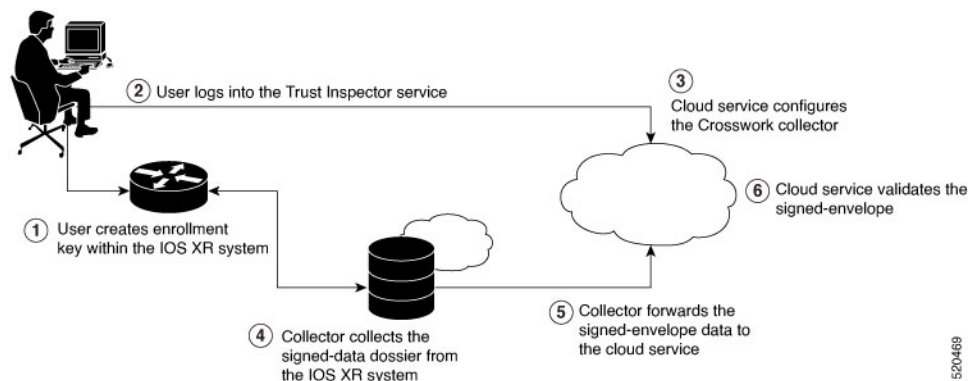 2 User logs into the Trust Inspector service
3
Cloud service configures
the Crosswork collector
6 Cloud service validates the
signed-envelope
1 User creates enrollment
key within the IOS XR system
4 Collector collects the
signed-data dossier from
the IOS XR system
5 Collector forwards the
signed-envelope data to
the cloud service
520469